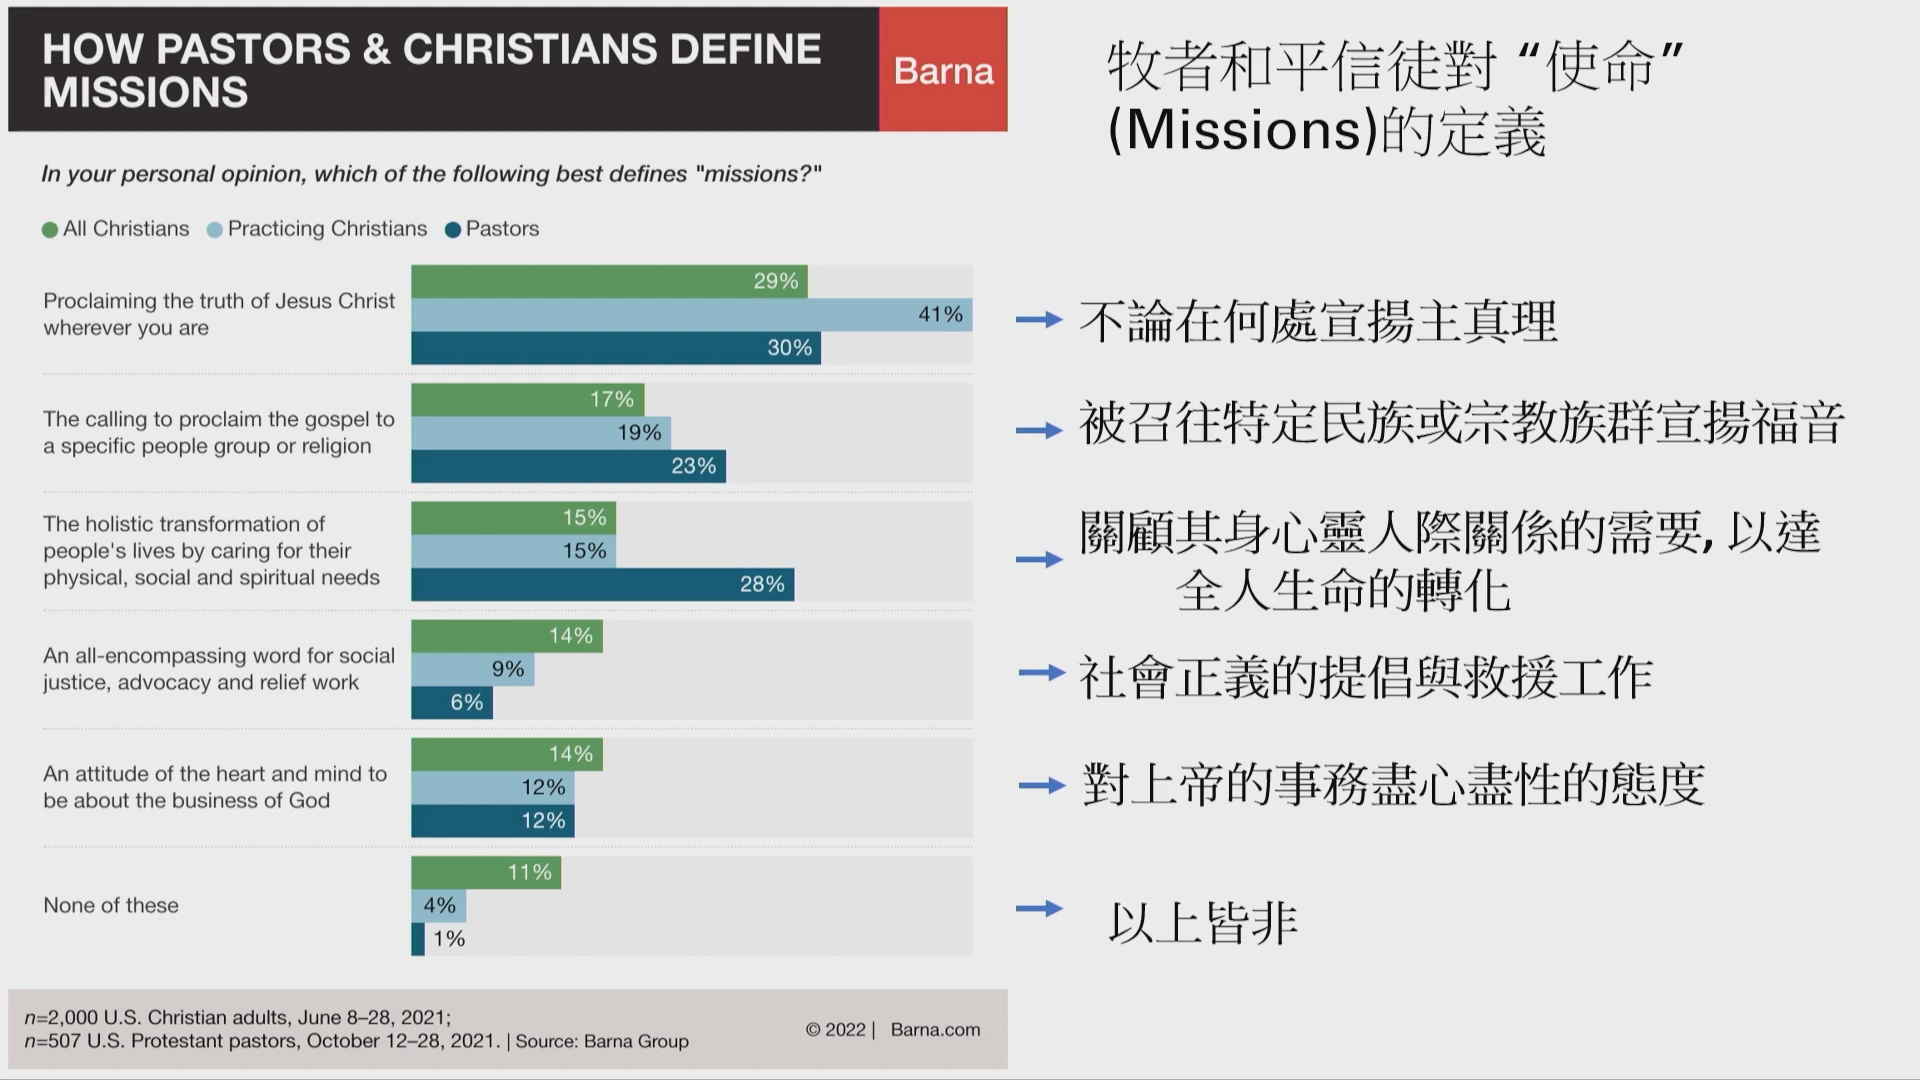 HOW PASTORS & CHRISTIANS DEFINE
MISSIONS
Barna
In your personal opinion, which of the following best defines "missions?"
All Christians
Practicing Christians
Pastors
Proclaiming the truth of Jesus Christ
wherever you are
29%
41%
30%
The calling to proclaim the gospel to
a specific people group or religion
17%
19%
23%
The holistic transformation of
people's lives by caring for their
physical, social and spiritual needs
15%
15%
28%
An all-encompassing word for social
justice, advocacy and relief work
14%
9%
6%
An attitude of the heart and mind to
be about the business of God
14%
12%
12%
None of these
11%
4%
1%
n=2,000 U.S. Christian adults, June 8–28, 2021;
n=507 U.S. Protestant pastors, October 12–28, 2021. | Source: Barna Group
© 2022 | Barna.com
牧者和平信徒對 “使命”
(Missions)的定義
不論在何處宣揚主真理
被召往特定民族或宗教族群宣揚福音
關顧其身心靈人際關係的需要, 以達
全人生命的轉化
社會正義的提倡與救援工作
對上帝的事務盡心盡性的態度
以上皆非